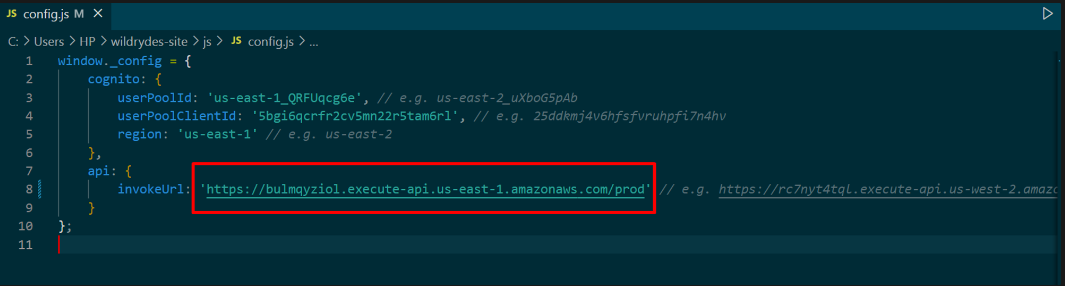 JS config.js M ×
C: > Users > HP > wildrydes-site > js > JS config.js > ...
1 window._config = {
2 cognito: {
3 userPoolId: 'us-east-1_QRFUqcg6e', // e.g. us-east-2_uXboG5pAb
4 userPoolClientId: '5bgi6qcrfr2cv5mn22r5tam6rl', // e.g. 25ddkmj4v6hfsfvruhpfi7n4hv
5 region: 'us-east-1' // e.g. us-east-2
6 },
7 api: {
8 invokeUrl: 'https://bulmqyziol.execute-api.us-east-1.amazonaws.com/prod' // e.g. https://rc7nyt4tql.execute-api.us-west-2.amazo
9 }
10 };
11